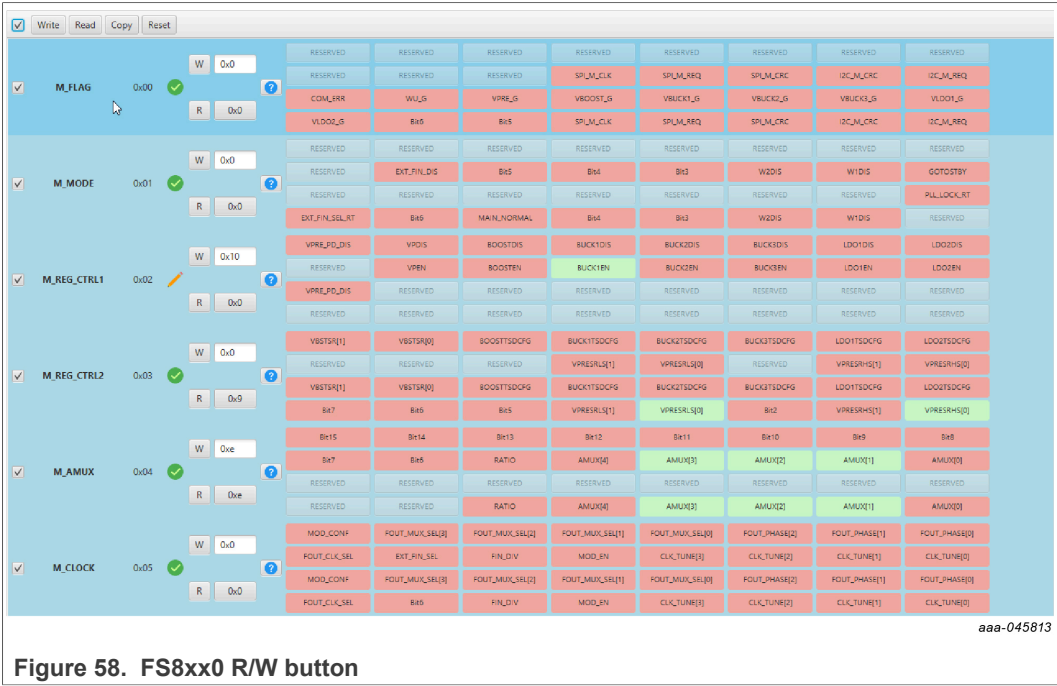 Write Read Copy Reset
RESERVED RESERVED RESERVED RESERVED RESERVED RESERVED RESERVED RESERVED
W 0x0
RESERVED RESERVED RESERVED SPI_M_CLK SPI_M_REQ SPI_M_CRC I2C_M_CRC I2C_M_REQ
M_FLAG 0x00 ?
COM_ERR WU_G VPRE_G VBOOST_G VBUCK1_G VBUCK2_G VBUCK3_G VLDO1_G
R 0x0
VLDO2_G Bit6 Bit5 SPI_M_CLK SPI_M_REQ SPI_M_CRC I2C_M_CRC I2C_M_REQ
RESERVED RESERVED RESERVED RESERVED RESERVED RESERVED RESERVED RESERVED
W 0x0
RESERVED EXT_FIN_DIS Bit5 Bit4 Bit3 W2DIS W1DIS GOTOSTBY
M_MODE 0x01 ?
RESERVED RESERVED RESERVED RESERVED RESERVED RESERVED RESERVED PLL_LOCK_RT
R 0x0
EXT_FIN_SEL_RT Bit6 MAIN_NORMAL Bit4 Bit3 W2DIS W1DIS RESERVED
VPRE_PD_DIS VPDIS BOOSTDIS BUCK1DIS BUCK2DIS BUCK3DIS LDO1DIS LDO2DIS
W 0x10
RESERVED VPEN BOOSTEN BUCK1EN BUCK2EN BUCK3EN LDO1EN LDO2EN
M_REG_CTRL1 0x02 ?
VPRE_PD_DIS RESERVED RESERVED RESERVED RESERVED RESERVED RESERVED RESERVED
R 0x0
RESERVED RESERVED RESERVED RESERVED RESERVED RESERVED RESERVED RESERVED
VBSTSR[1] VBSTSR[0] BOOSTTSDCFG BUCK1TSDCFG BUCK2TSDCFG BUCK3TSDCFG LDO1TSDCFG LDO2TSDCFG
W 0x0
RESERVED RESERVED RESERVED VPRESRLS[1] VPRESRLS[0] RESERVED VPRESRHS[1] VPRESRHS[0]
M_REG_CTRL2 0x03 ?
VBSTSR[1] VBSTSR[0] BOOSTTSDCFG BUCK1TSDCFG BUCK2TSDCFG BUCK3TSDCFG LDO1TSDCFG LDO2TSDCFG
R 0x9
Bit7 Bit6 Bit5 VPRESRLS[1] VPRESRLS[0] Bit2 VPRESRHS[1] VPRESRHS[0]
Bit15 Bit14 Bit13 Bit12 Bit11 Bit10 Bit9 Bit8
W 0xe
Bit7 Bit6 RATIO AMUX[4] AMUX[3] AMUX[2] AMUX[1] AMUX[0]
M_AMUX 0x04 ?
RESERVED RESERVED RESERVED RESERVED RESERVED RESERVED RESERVED RESERVED
R 0xe
RESERVED RESERVED RATIO AMUX[4] AMUX[3] AMUX[2] AMUX[1] AMUX[0]
MOD_CONF FOUT_MUX_SEL[3] FOUT_MUX_SEL[2] FOUT_MUX_SEL[1] FOUT_MUX_SEL[0] FOUT_PHASE[2] FOUT_PHASE[1] FOUT_PHASE[0]
W 0x0
FOUT_CLK_SEL EXT_FIN_SEL FIN_DIV MOD_EN CLK_TUNE[3] CLK_TUNE[2] CLK_TUNE[1] CLK_TUNE[0]
M_CLOCK 0x05 ?
MOD_CONF FOUT_MUX_SEL[3] FOUT_MUX_SEL[2] FOUT_MUX_SEL[1] FOUT_MUX_SEL[0] FOUT_PHASE[2] FOUT_PHASE[1] FOUT_PHASE[0]
R 0x0
FOUT_CLK_SEL Bit6 FIN_DIV MOD_EN CLK_TUNE[3] CLK_TUNE[2] CLK_TUNE[1] CLK_TUNE[0]
aaa-045813
Figure 58. FS8xx0 R/W button